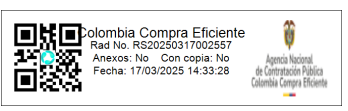 Colombia Compra Eficiente
Rad No. RS20250317002557
Anexos: No Con copia: No
Fecha: 17/03/2025 14:33:28
Agencia Nacional
de Contratación Pública
Colombia Compra Eficiente